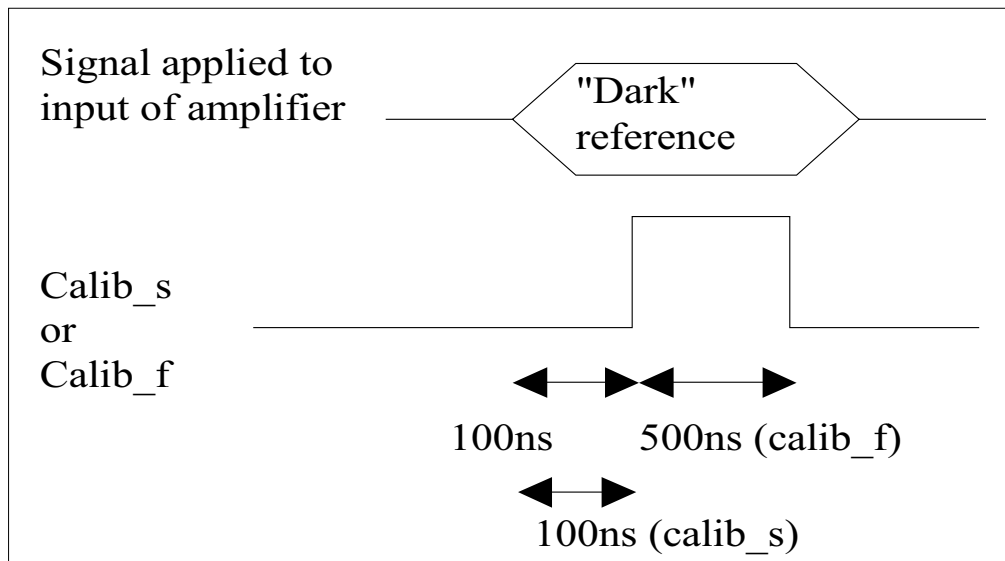 Signal applied to
input of amplifier
"Dark"
reference
Calib_s
or
Calib_f
100ns
500ns (calib_f)
100ns (calib_s)